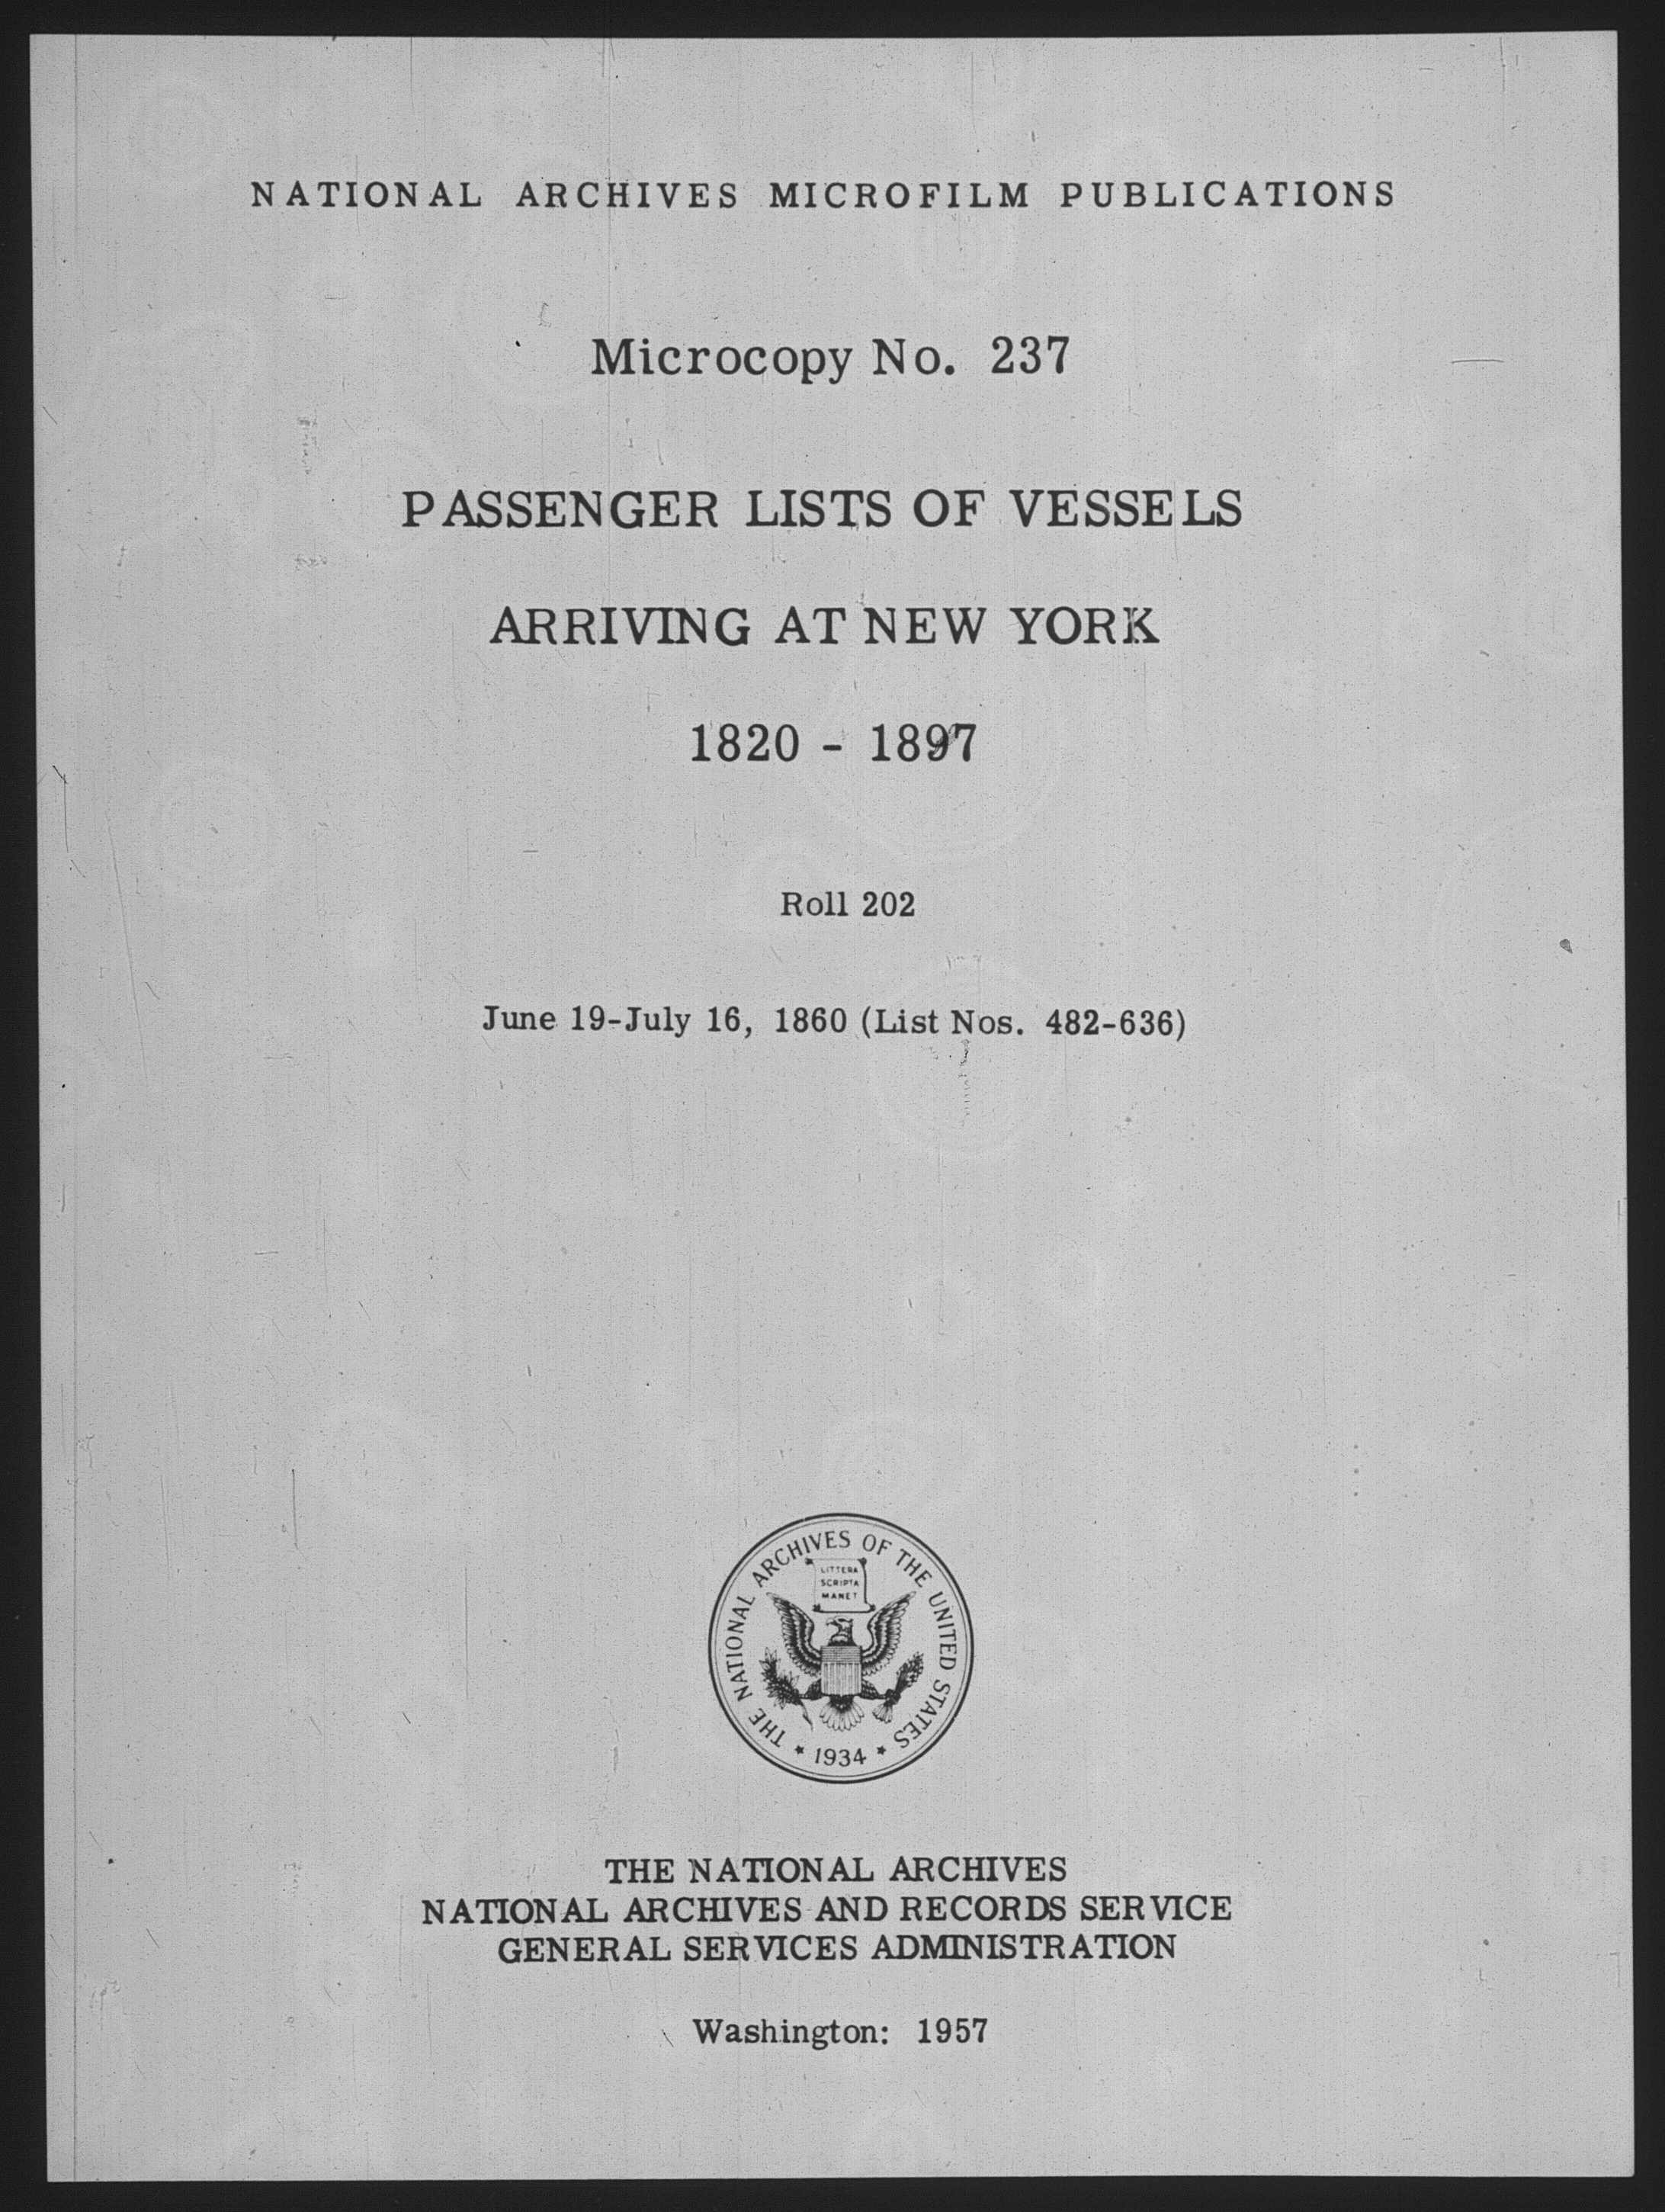 NATIONAL ARCHIVES MICROFILM PUBLICATIONS
Microcopy No. 237
PASSENGER LISTS OF VESSELS
ARRIVING AT NEW YORK
1820 - 1897
Roll 202
June 19-July 16, 1860 (List Nos. 482-636)
THE NATIONAL ARCHIVES OF THE UNITED STATES
LITTERA
SCRIPTA
MANET
* 1934 *
THE NATIONAL ARCHIVES
NATIONAL ARCHIVES AND RECORDS SERVICE
GENERAL SERVICES ADMINISTRATION
Washington: 1957